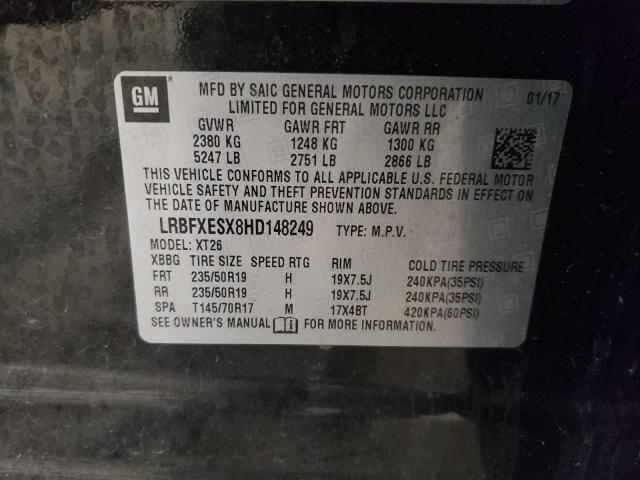 GM
MFD BY SAIC GENERAL MOTORS CORPORATION 01/17
LIMITED FOR GENERAL MOTORS LLC
GVWR GAWR FRT GAWR RR
2380 KG 1248 KG 1300 KG
5247 LB 2751 LB 2866 LB
THIS VEHICLE CONFORMS TO ALL APPLICABLE U.S. FEDERAL MOTOR
VEHICLE SAFETY AND THEFT PREVENTION STANDARDS IN EFFECT ON
THE DATE OF MANUFACTURE SHOWN ABOVE.
LRBFXESX8HD148249 TYPE: M.P.V.
MODEL: XT26
XBBG TIRE SIZE SPEED RTG RIM COLD TIRE PRESSURE
FRT 235/50R19 H 19X7.5J 240KPA(35PSI)
RR 235/50R19 H 19X7.5J 240KPA(35PSI)
SPA T145/70R17 M 17X4BT 420KPA(60PSI)
SEE OWNER'S MANUAL FOR MORE INFORMATION.